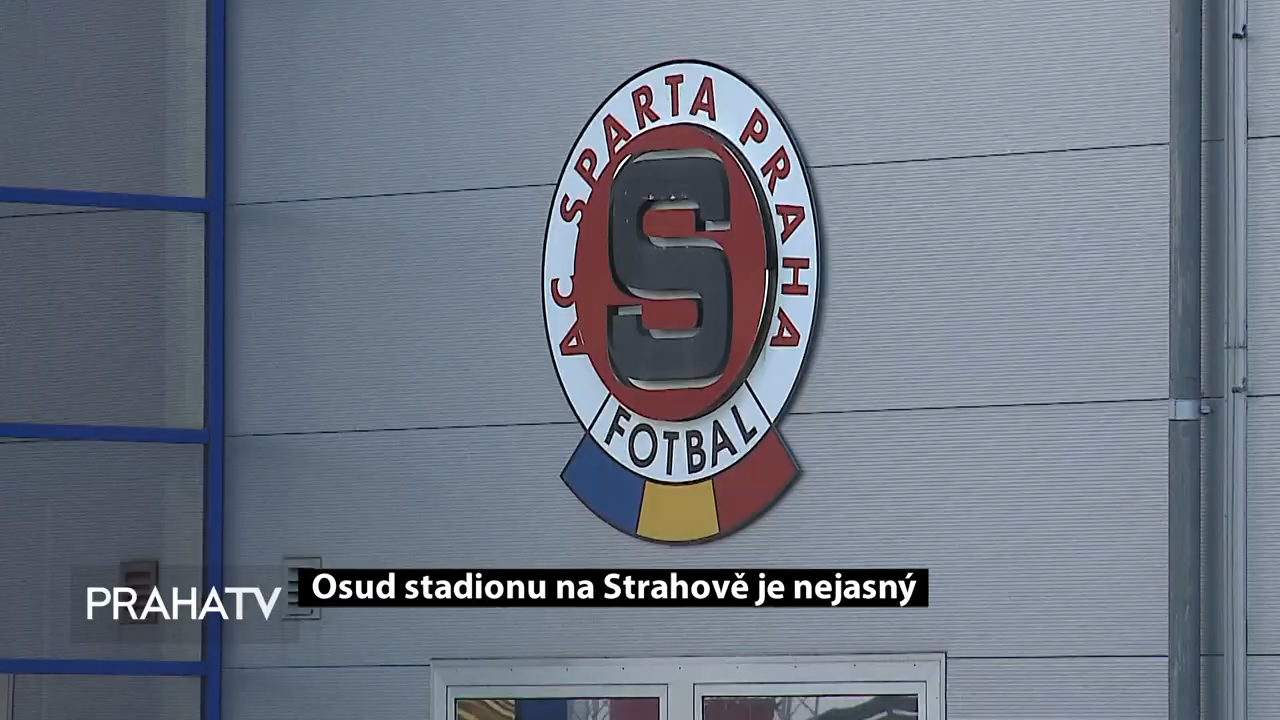 AC SPARTA PRAHA
S
FOTBAL
PRAHATV
Osud stadionu na Strahově je nejasný